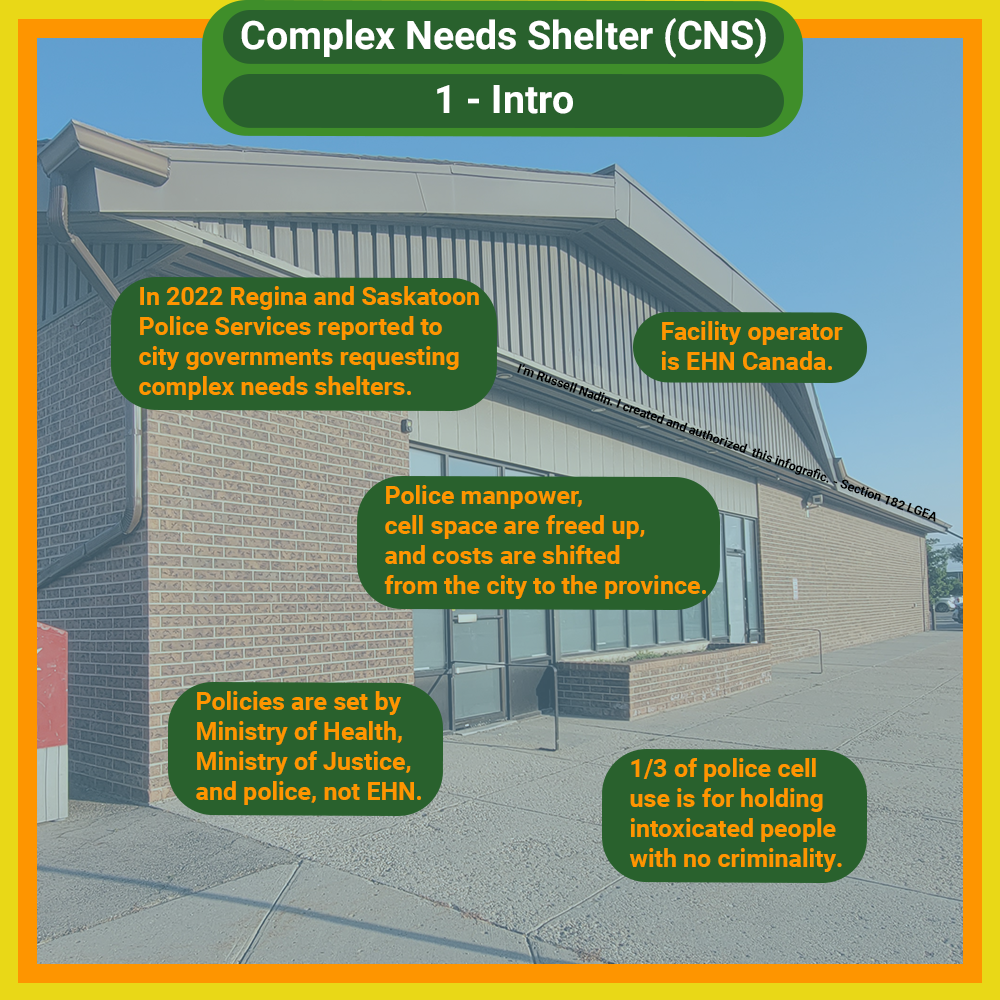 Complex Needs Shelter (CNS)
1 - Intro
In 2022 Regina and Saskatoon
Police Services reported to
city governments requesting
complex needs shelters.
Facility operator
is EHN Canada.
I'm Russell Nadin. I created and authorized this infografic. - Section 182 LGEA
Police manpower,
cell space are freed up,
and costs are shifted
from the city to the province.
Policies are set by
Ministry of Health,
Ministry of Justice,
and police, not EHN.
1/3 of police cell
use is for holding
intoxicated people
with no criminality.